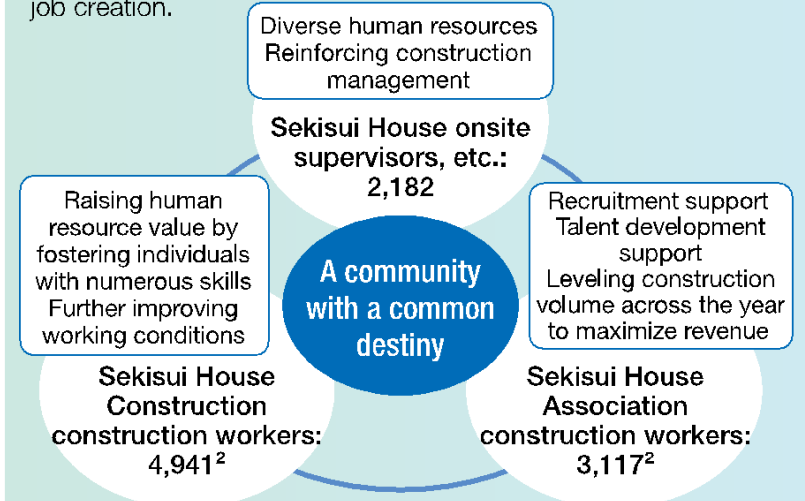 job creation.
Diverse human resources
Reinforcing construction
management
Sekisui House onsite
supervisors, etc.:
2,182
Raising human
resource value by
fostering individuals
with numerous skills
Further improving
working conditions
Recruitment support
Talent development
support
Leveling construction
volume across the year
to maximize revenue
A community
with a common
destiny
Sekisui House
Construction
construction workers:
4,941²
Sekisui House
Association
construction workers:
3,117²